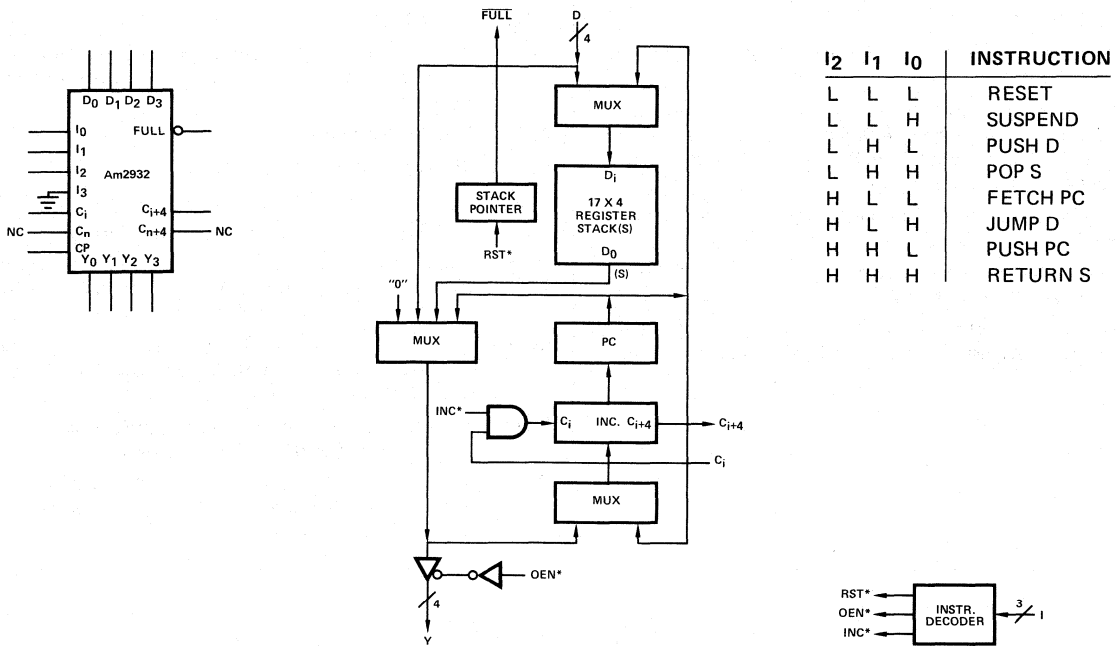 D₀ D₁ D₂ D₃
I₀
FULL
I₁
I₂
Am2932
I₃
Cᵢ
Cᵢ₊₄
NC
Cₙ
Cₙ₊₄
NC
CP
Y₀ Y₁ Y₂ Y₃
F̅U̅L̅L̅
D
4
MUX
Dᵢ
17 X 4
REGISTER
STACK(S)
D₀
(S)
STACK
POINTER
RST*
"0"
MUX
PC
INC*
Cᵢ INC. Cᵢ₊₄
Cᵢ₊₄
Cᵢ
MUX
OEN*
4
Y
I₂ I₁ I₀ INSTRUCTION
L L L RESET
L L H SUSPEND
L H L PUSH D
L H H POP S
H L L FETCH PC
H L H JUMP D
H H L PUSH PC
H H H RETURN S
RST*
OEN*
INC*
INSTR.
DECODER
3
I